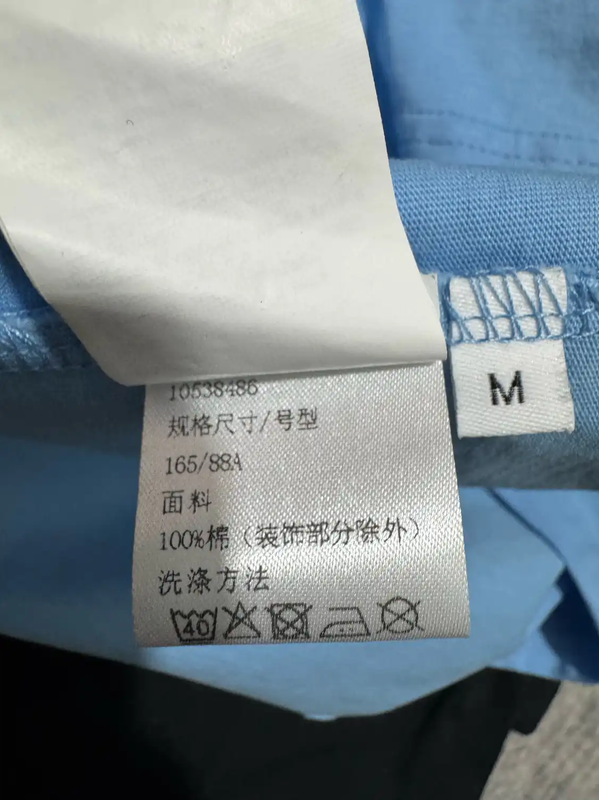 10538486
规格尺寸/号型
165/88A
面料
100%棉（装饰部分除外）
洗涤方法
40
M